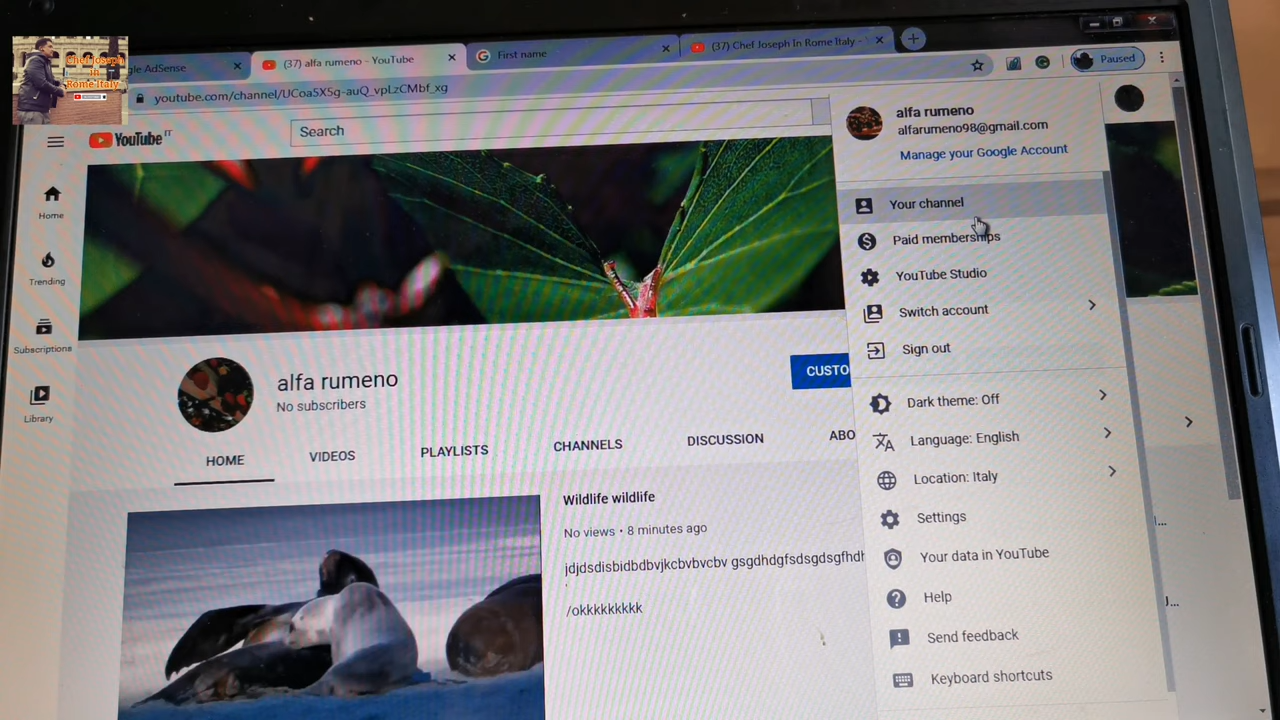 Chef Joseph
in
Rome Italy
gle AdSense
(37) alfa rumeno - YouTube
First name
(37) Chef Joseph in Rome Italy -
Paused
youtube.com/channel/UCoa5X5g-auQ_vpLzCMbf_xg
YouTube IT
Search
alfa rumeno
alfarumeno98@gmail.com
Manage your Google Account
Your channel
Paid memberships
YouTube Studio
Switch account
Sign out
Dark theme: Off
Language: English
Location: Italy
Settings
Your data in YouTube
Help
Send feedback
Keyboard shortcuts
Home
Trending
Subscriptions
Library
alfa rumeno
No subscribers
CUSTO
HOME
VIDEOS
PLAYLISTS
CHANNELS
DISCUSSION
ABO
Wildlife wildlife
No views • 8 minutes ago
jdjdsdisbidbdbvjkcbvbvcbv gsgdhdgfsdsgdsgfhdh
/okkkkkkkkk